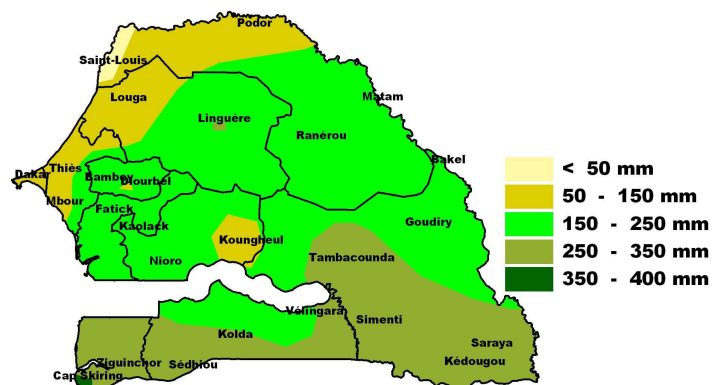 Podor
Saint-Louis
Louga
Matam
Linguère
Ranérou
Bakel
Dakar
Thiès
Bambey
Diourbel
Mbour
Fatick
Kaolack
Goudiry
Koungheul
Nioro
Tambacounda
Vélingara
Simenti
Kolda
Saraya
Ziguinchor
Sédhiou
Kédougou
Cap Skiring
< 50 mm
50 - 150 mm
150 - 250 mm
250 - 350 mm
350 - 400 mm